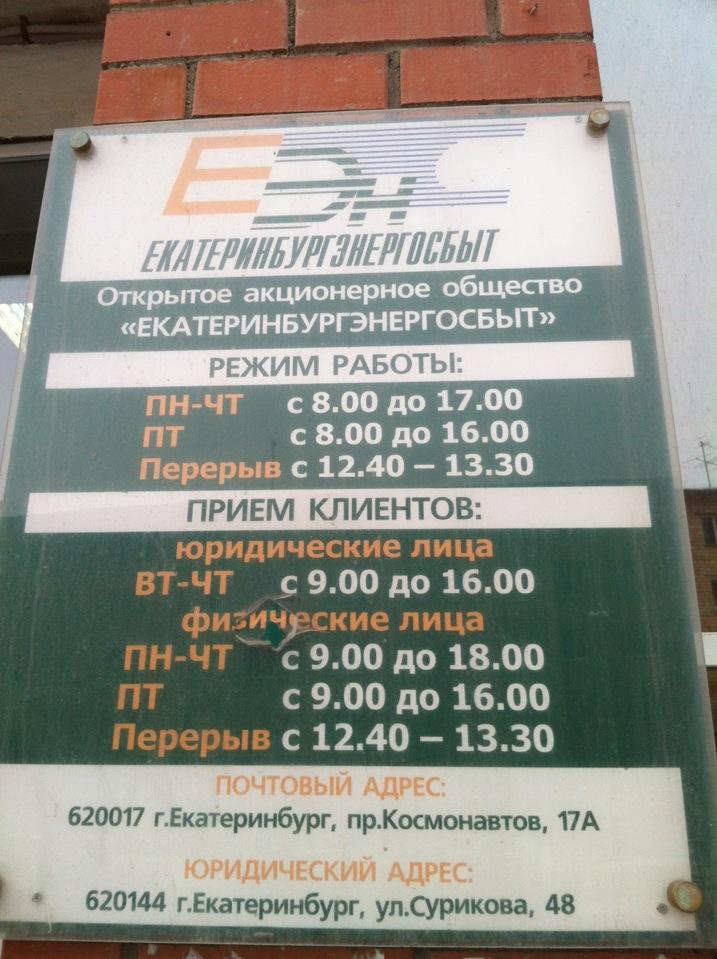 ЕЭнС
ЕКАТЕРИНБУРГЭНЕРГОСБЫТ
Открытое акционерное общество
«ЕКАТЕРИНБУРГЭНЕРГОСБЫТ»
РЕЖИМ РАБОТЫ:
ПН-ЧТ с 8.00 до 17.00
ПТ с 8.00 до 16.00
Перерыв с 12.40 – 13.30
ПРИЕМ КЛИЕНТОВ:
юридические лица
ВТ-ЧТ с 9.00 до 16.00
физические лица
ПН-ЧТ с 9.00 до 18.00
ПТ с 9.00 до 16.00
Перерыв с 12.40 – 13.30
ПОЧТОВЫЙ АДРЕС:
620017 г.Екатеринбург, пр.Космонавтов, 17А
ЮРИДИЧЕСКИЙ АДРЕС:
620144 г.Екатеринбург, ул.Сурикова, 48